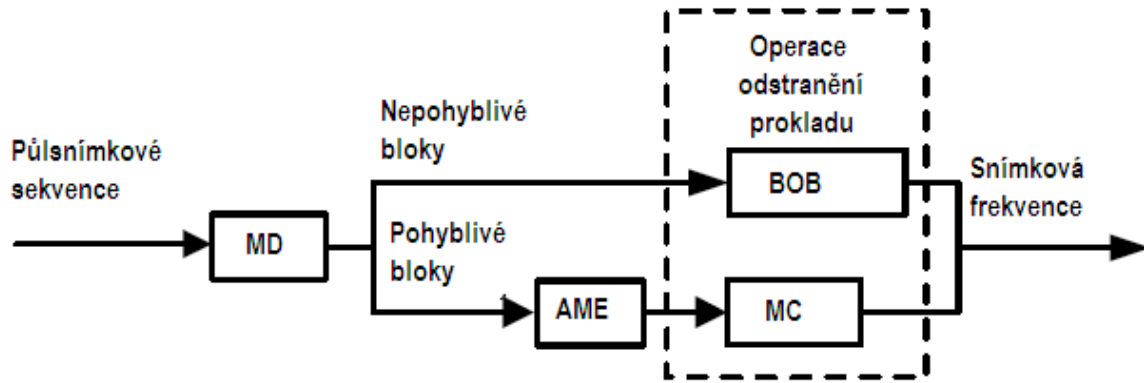 Operace
odstranění
prokladu
Nepohyblivé
bloky
Půlsnímkové
sekvence
BOB
Snímková
frekvence
MD
Pohyblivé
bloky
AME
MC